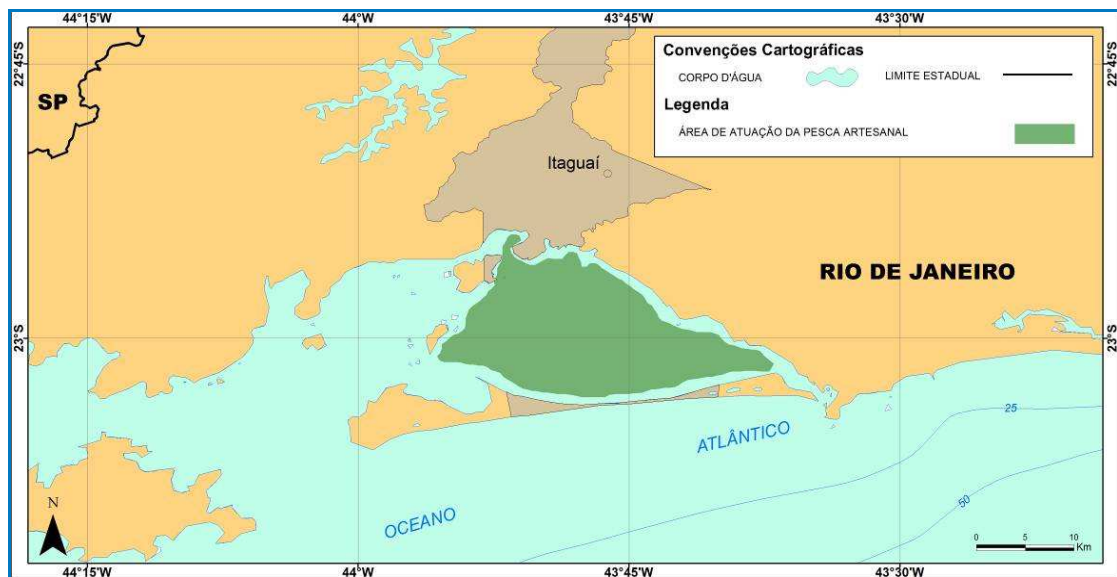 44°15'W 44°W 43°45'W 43°30'W
22°45'S 22°45'S
Convenções Cartográficas
CORPO D'ÁGUA LIMITE ESTADUAL
Legenda
ÁREA DE ATUAÇÃO DA PESCA ARTESANAL
SP
Itaguaí
RIO DE JANEIRO
23°S 23°S
25
ATLÂNTICO
50
N
OCEANO
0 5 10
Km
44°15'W 44°W 43°45'W 43°30'W